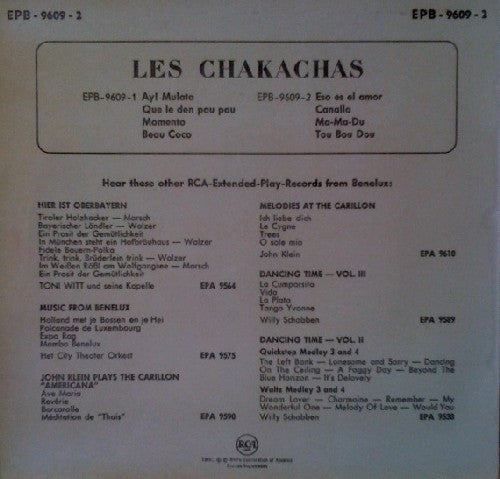 EPB - 9609 - 2
EPB - 9609 - 2
LES CHAKACHAS
EPB-9609-1 Ay! Mulata
Que le den pau pau
Momento
Beau Coco
EPB-9609-2 Eso es el amor
Canalla
Ma-Ma-Du
Tou Bou Dou
Hear these other RCA-Extended-Play-Records from Benelux:
HIER IST OBERBAYERN
Tiroler Holzhacker — Marsch
Bayerischer Ländler — Walzer
Ein Prosit der Gemütlichkeit
In München steht ein Hofbräuhaus — Walzer
Fidele Bauern-Polka
Trink, trink, Brüderlein trink — Walzer
Im Weißen Rößl am Wolfgangsee — Marsch
Ein Prosit der Gemütlichkeit
TONI WITT und seine Kapelle EPA 9564
MUSIC FROM BENELUX
Holland met je Bossen en je Hei
Polonaade de Luxembourg
Expo Rag
Mambo Benelux
Het City Theater Orkest EPA 9575
JOHN KLEIN PLAYS THE CARILLON
"AMERICANA"
Ave Maria
Revêrie
Barcarolle
Méditation de "Thaïs" EPA 9590
MELODIES AT THE CARILLON
Ich liebe dich
Le Cygne
Trees
O sole mio
John Klein EPA 9610
DANCING TIME — VOL. III
La Cumparsita
Vida
La Plata
Tango Yvonne
Willy Schobben EPA 9589
DANCING TIME — VOL. II
Quickstep Medley 3 and 4
The Left Bank — Lonesome and Sorry — Dancing
On The Ceiling — A Foggy Day — Beyond The
Blue Horizon — It's Delovely
Waltz Medley 3 and 4
Dream Lover — Charmaine — Remember — My
Wonderful One — Melody Of Love — Would You
Willy Schobben EPA 9530
RCA